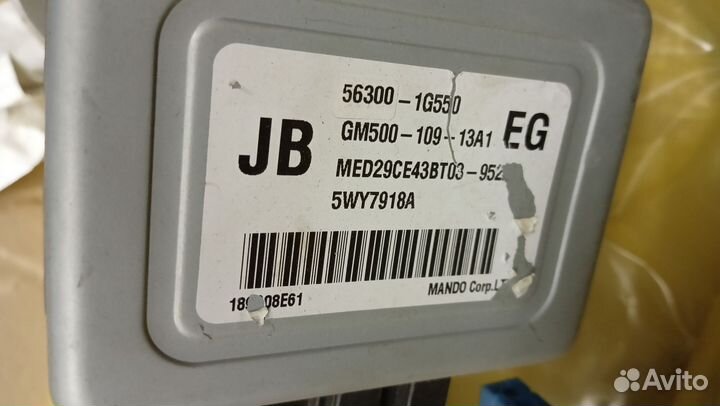 JB
56300-1G550
GM500-109-13A1
EG
5WY7918A
MANDO Corp.
Avito